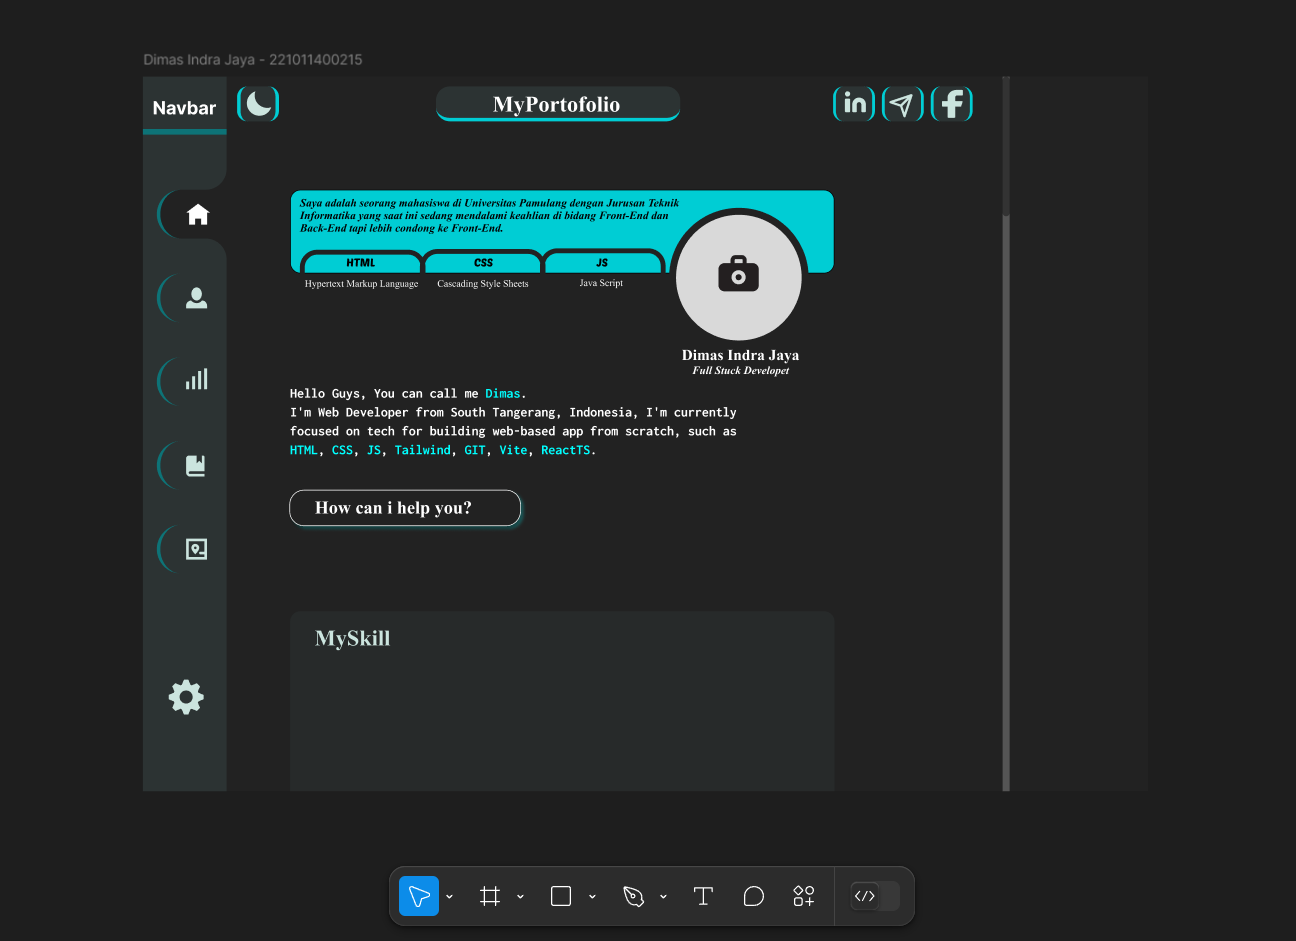 Dimas Indra Jaya - 221011400215
Navbar
MyPortofolio
in
Saya adalah seorang mahasiswa di Universitas Pamulang dengan Jurusan Teknik
Informatika yang saat ini sedang mendalami keahlian di bidang Front-End dan
Back-End tapi lebih condong ke Front-End.
HTML
CSS
JS
Hypertext Markup Language
Cascading Style Sheets
Java Script
Dimas Indra Jaya
Full Stuck Developet
Hello Guys, You can call me Dimas.
I'm Web Developer from South Tangerang, Indonesia, I'm currently
focused on tech for building web-based app from scratch, such as
HTML, CSS, JS, Tailwind, GIT, Vite, ReactTS.
How can i help you?
MySkill